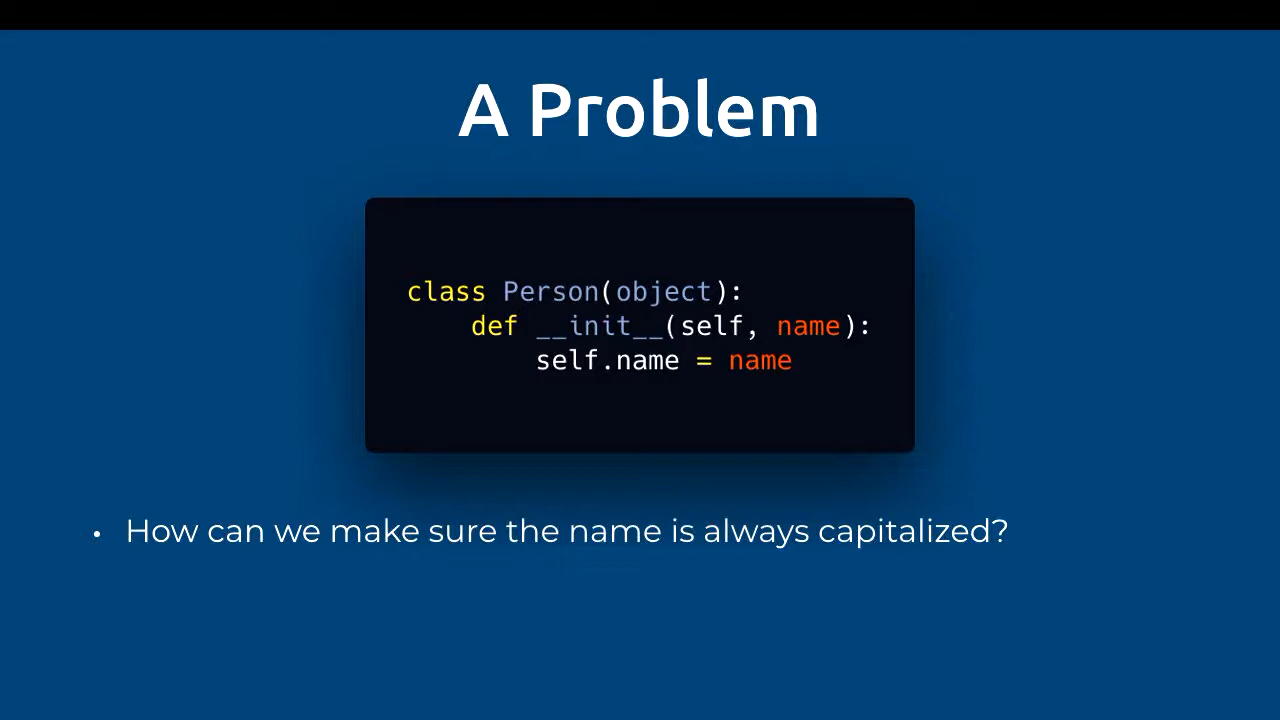 A Problem
class Person(object):
    def __init__(self, name):
        self.name = name
• How can we make sure the name is always capitalized?